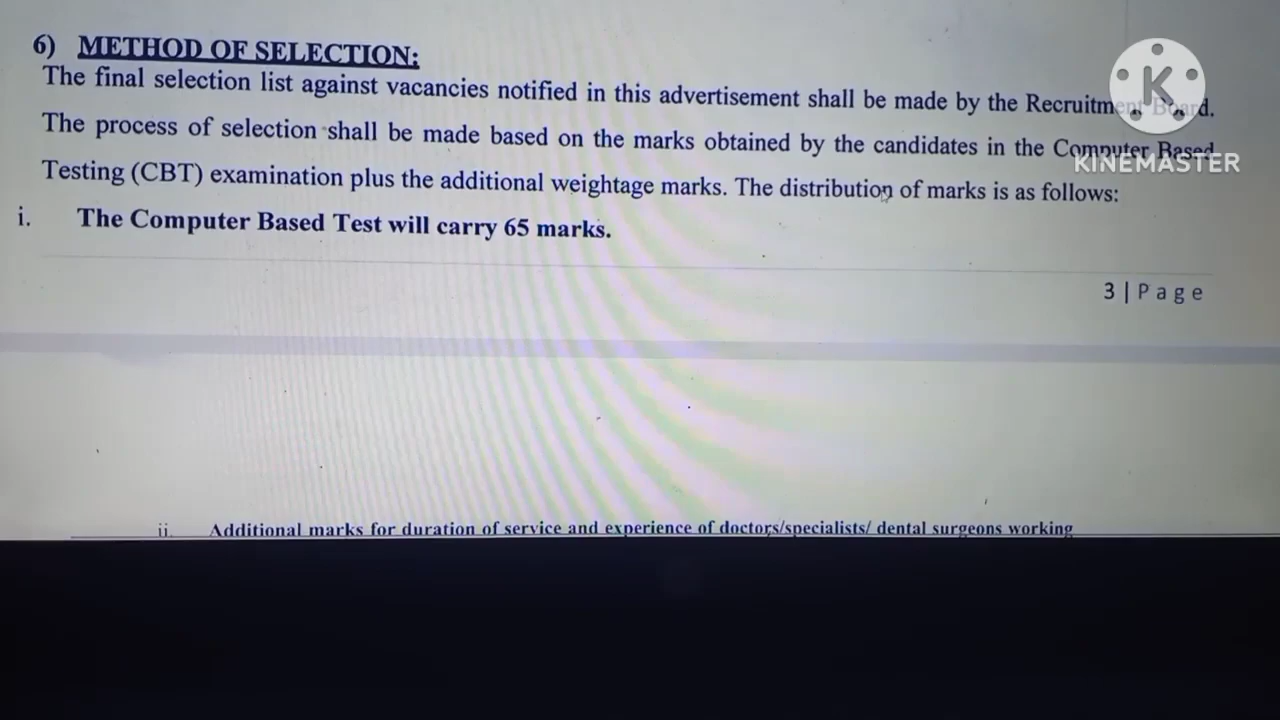 6) METHOD OF SELECTION:
The final selection list against vacancies notified in this advertisement shall be made by the Recruitment Board.
The process of selection shall be made based on the marks obtained by the candidates in the Computer Based
Testing (CBT) examination plus the additional weightage marks. The distribution of marks is as follows:
i. The Computer Based Test will carry 65 marks.
3 | Page
ii. Additional marks for duration of service and experience of doctors/specialists/ dental surgeons working
K
KINEMASTER